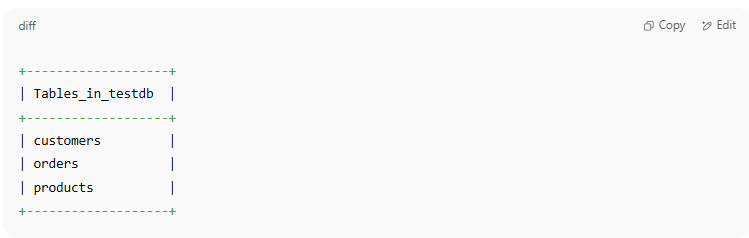 diff Copy Edit
+-------------------+
| Tables_in_testdb  |
+-------------------+
| customers         |
| orders            |
| products          |
+-------------------+